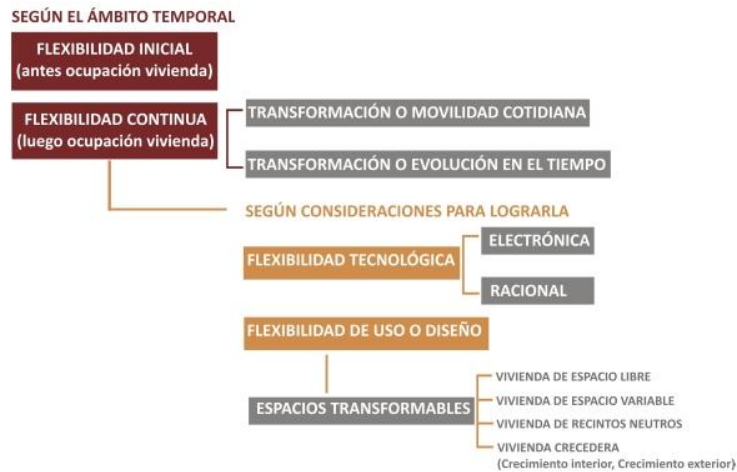 SEGÚN EL ÁMBITO TEMPORAL
FLEXIBILIDAD INICIAL
(antes ocupación vivienda)
FLEXIBILIDAD CONTINUA
(luego ocupación vivienda)
TRANSFORMACIÓN O MOVILIDAD COTIDIANA
TRANSFORMACIÓN O EVOLUCIÓN EN EL TIEMPO
SEGÚN CONSIDERACIONES PARA LOGRARLA
FLEXIBILIDAD TECNOLÓGICA
ELECTRÓNICA
RACIONAL
FLEXIBILIDAD DE USO O DISEÑO
ESPACIOS TRANSFORMABLES
VIVIENDA DE ESPACIO LIBRE
VIVIENDA DE ESPACIO VARIABLE
VIVIENDA DE RECINTOS NEUTROS
VIVIENDA CRECEDERA
(Crecimiento interior, Crecimiento exterior)